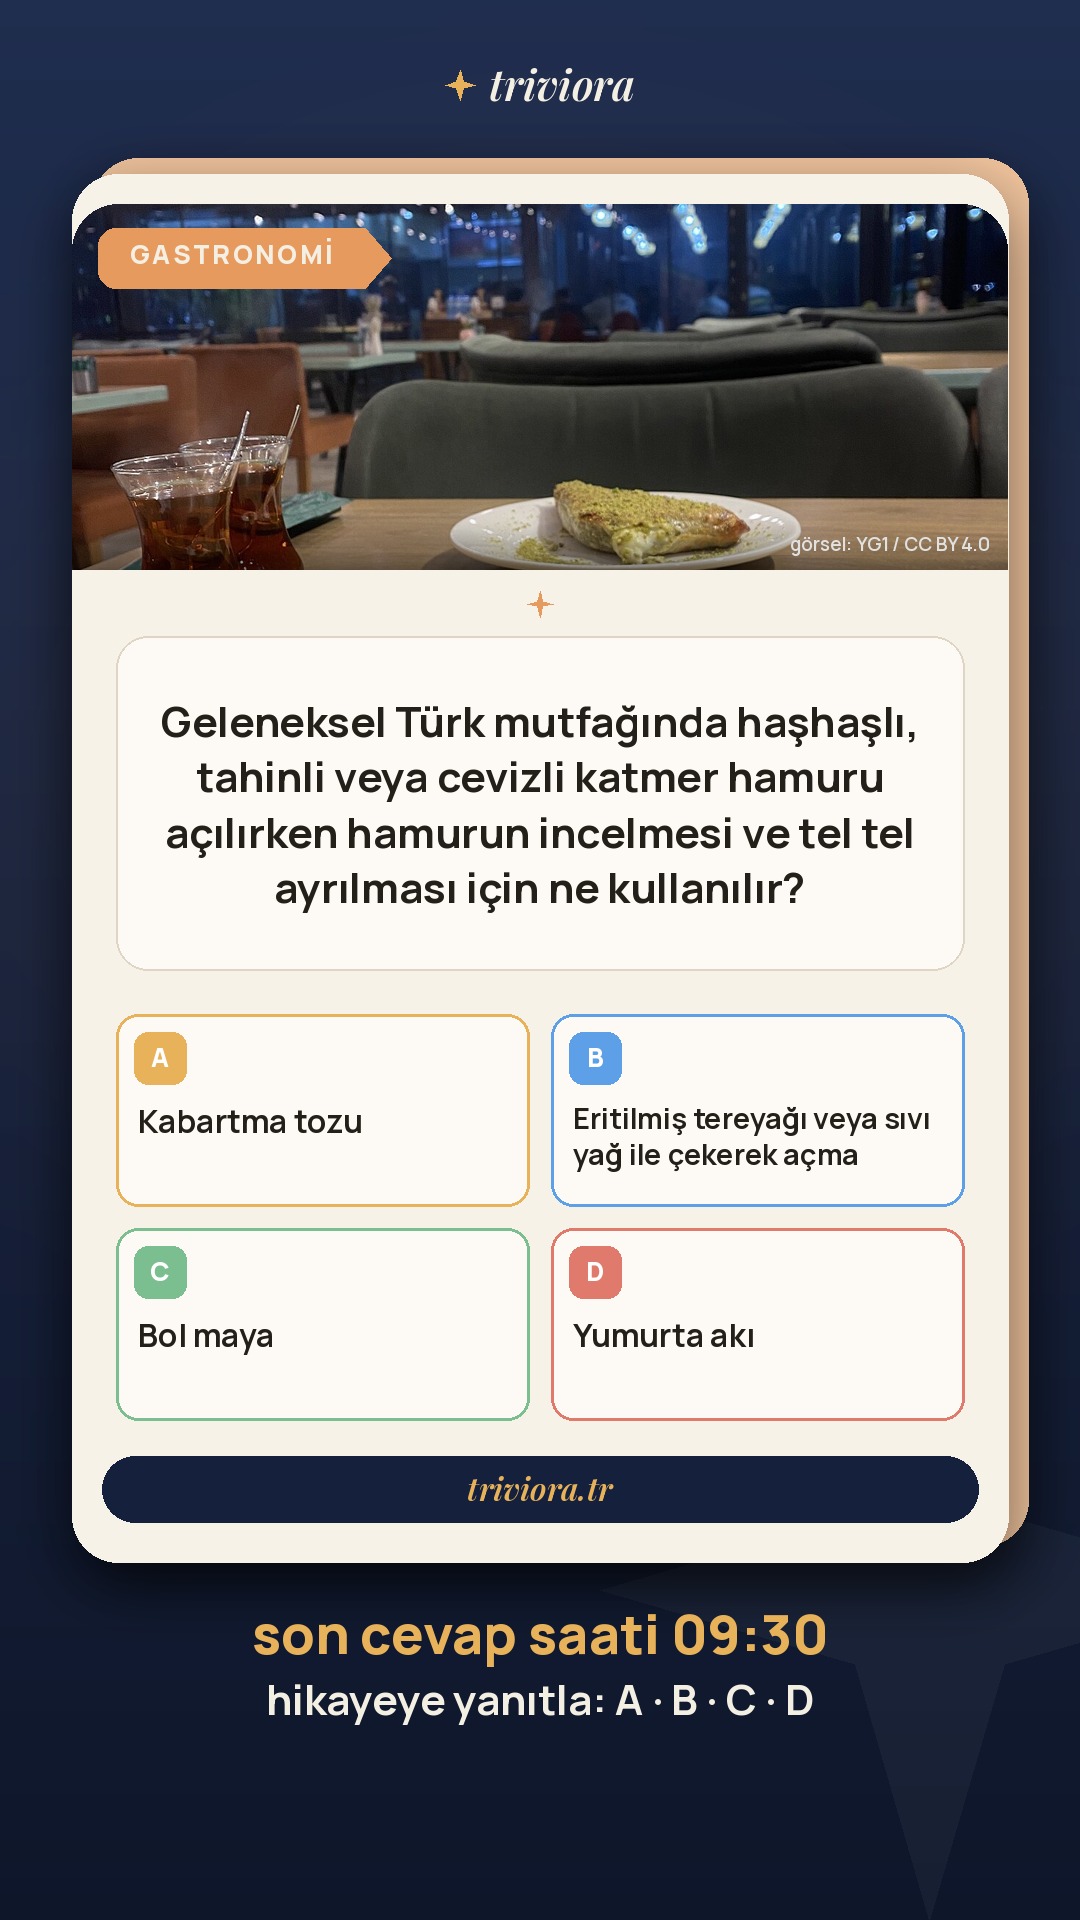 triviora
GASTRONOMİ
görsel: YG1 / CC BY 4.0
Geleneksel Türk mutfağında haşhaşlı,
tahinli veya cevizli katmer hamuru
açılırken hamurun incelmesi ve tel tel
ayrılması için ne kullanılır?
A
Kabartma tozu
B
Eritilmiş tereyağı veya sıvı
yağ ile çekerek açma
C
Bol maya
D
Yumurta akı
triviora.tr
son cevap saati 09:30
hikayeye yanıtla: A · B · C · D